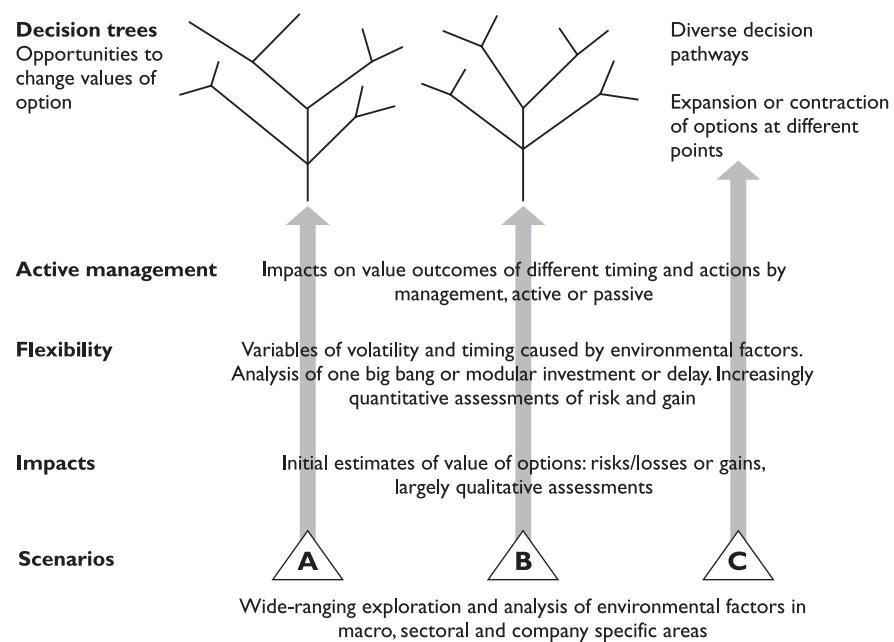 Decision trees
Opportunities to
change values of
option
Diverse decision
pathways
Expansion or contraction
of options at different
points
Active management
Impacts on value outcomes of different timing and actions by
management, active or passive
Flexibility
Variables of volatility and timing caused by environmental factors.
Analysis of one big bang or modular investment or delay. Increasingly
quantitative assessments of risk and gain
Impacts
Initial estimates of value of options: risks/losses or gains,
largely qualitative assessments
Scenarios
A
B
C
Wide-ranging exploration and analysis of environmental factors in
macro, sectoral and company specific areas